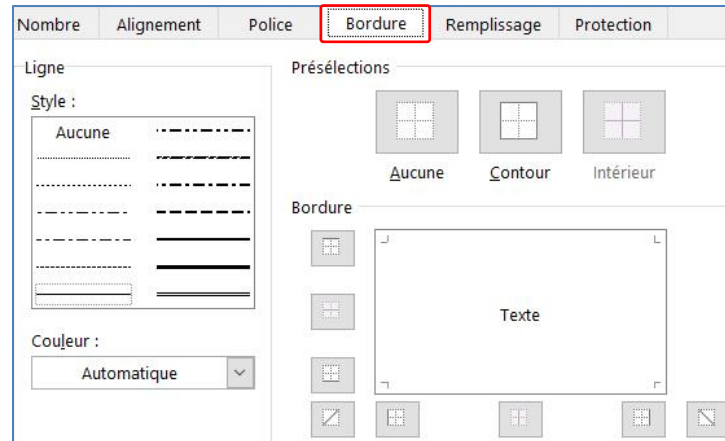 Nombre Alignement Police Bordure Remplissage Protection
Ligne
Style :
Aucune
Couleur :
Automatique
Présélections
Aucune Contour Intérieur
Bordure
Texte